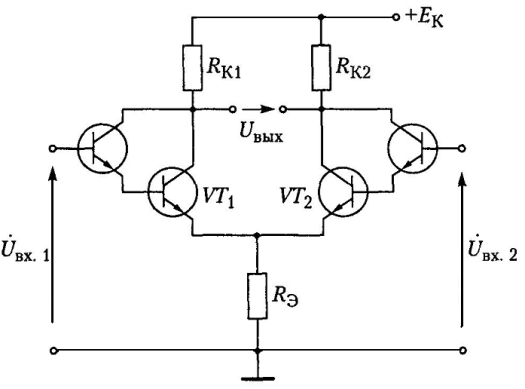 +E_К
R_К1
R_К2
U_вых
VT_1
VT_2
U̇_вх. 1
U̇_вх. 2
R_Э